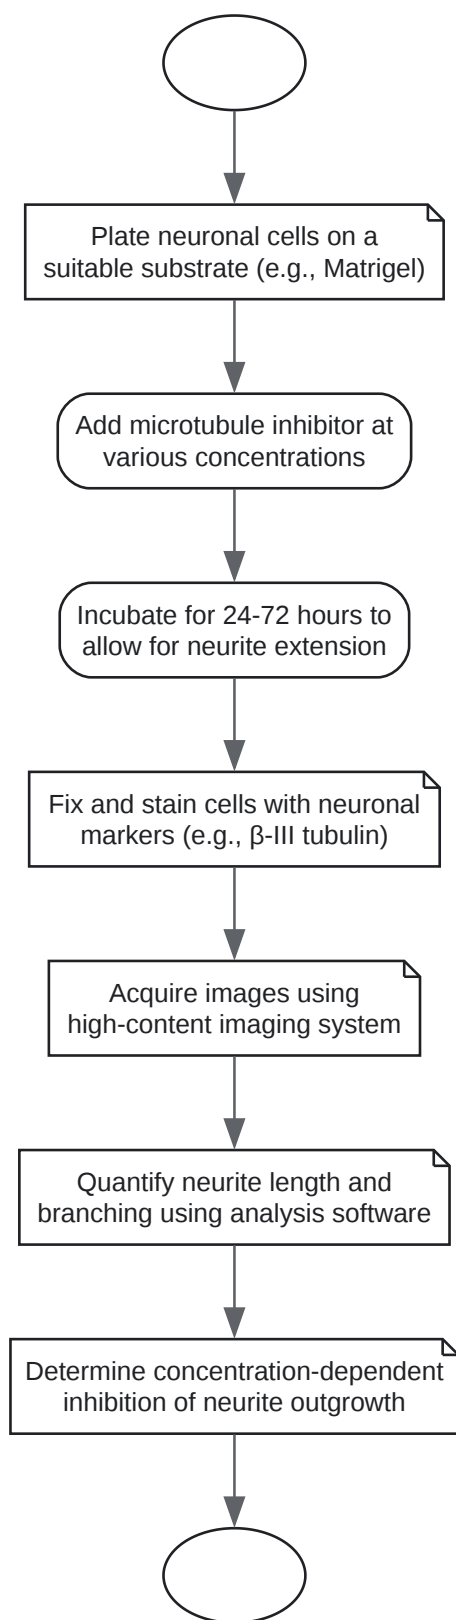 Plate neuronal cells on a
suitable substrate (e.g., Matrigel)
Add microtubule inhibitor at
various concentrations
Incubate for 24-72 hours to
allow for neurite extension
Fix and stain cells with neuronal
markers (e.g., β-III tubulin)
Acquire images using
high-content imaging system
Quantify neurite length and
branching using analysis software
Determine concentration-dependent
inhibition of neurite outgrowth